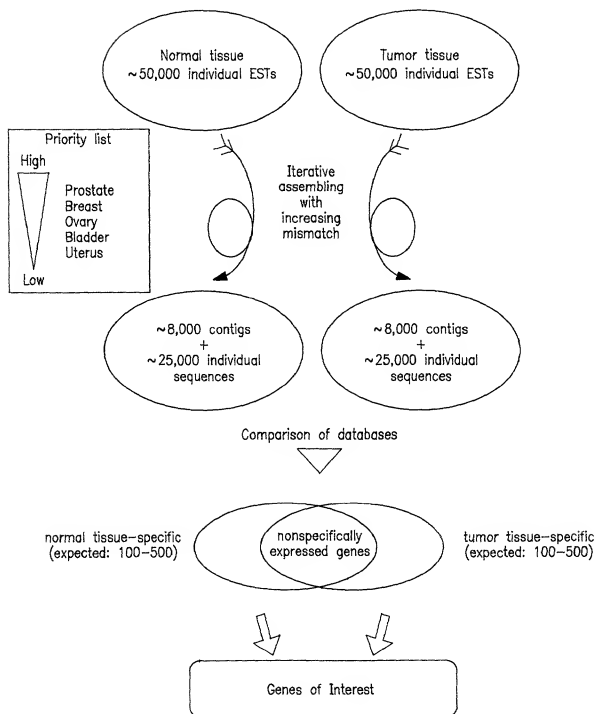 Normal tissue
~50,000 individual ESTs
Tumor tissue
~50,000 individual ESTs
Priority list
High
Prostate
Breast
Ovary
Bladder
Uterus
Low
Iterative
assembling
with
increasing
mismatch
~8,000 contigs
+
~25,000 individual
sequences
~8,000 contigs
+
~25,000 individual
sequences
Comparison of databases
normal tissue-specific
(expected: 100-500)
nonspecifically
expressed genes
tumor tissue-specific
(expected: 100-500)
Genes of Interest